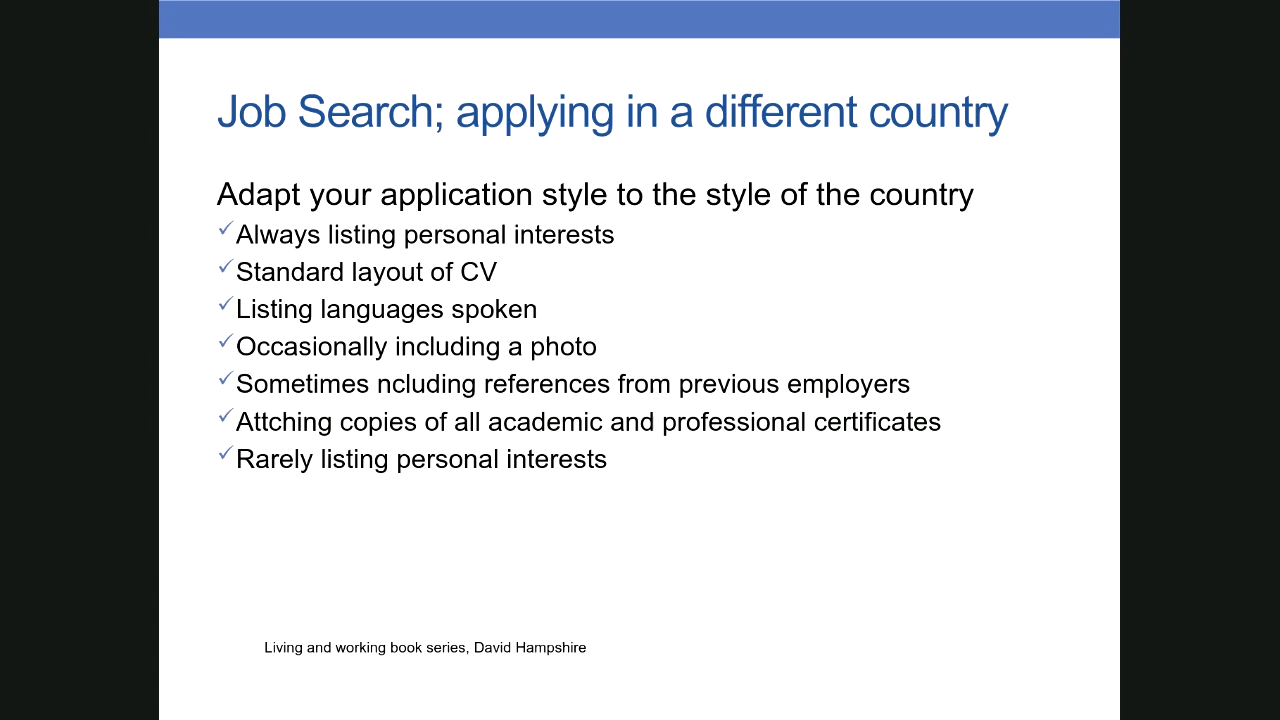 Job Search; applying in a different country
Adapt your application style to the style of the country
✓Always listing personal interests
✓Standard layout of CV
✓Listing languages spoken
✓Occasionally including a photo
✓Sometimes ncluding references from previous employers
✓Attching copies of all academic and professional certificates
✓Rarely listing personal interests
Living and working book series, David Hampshire